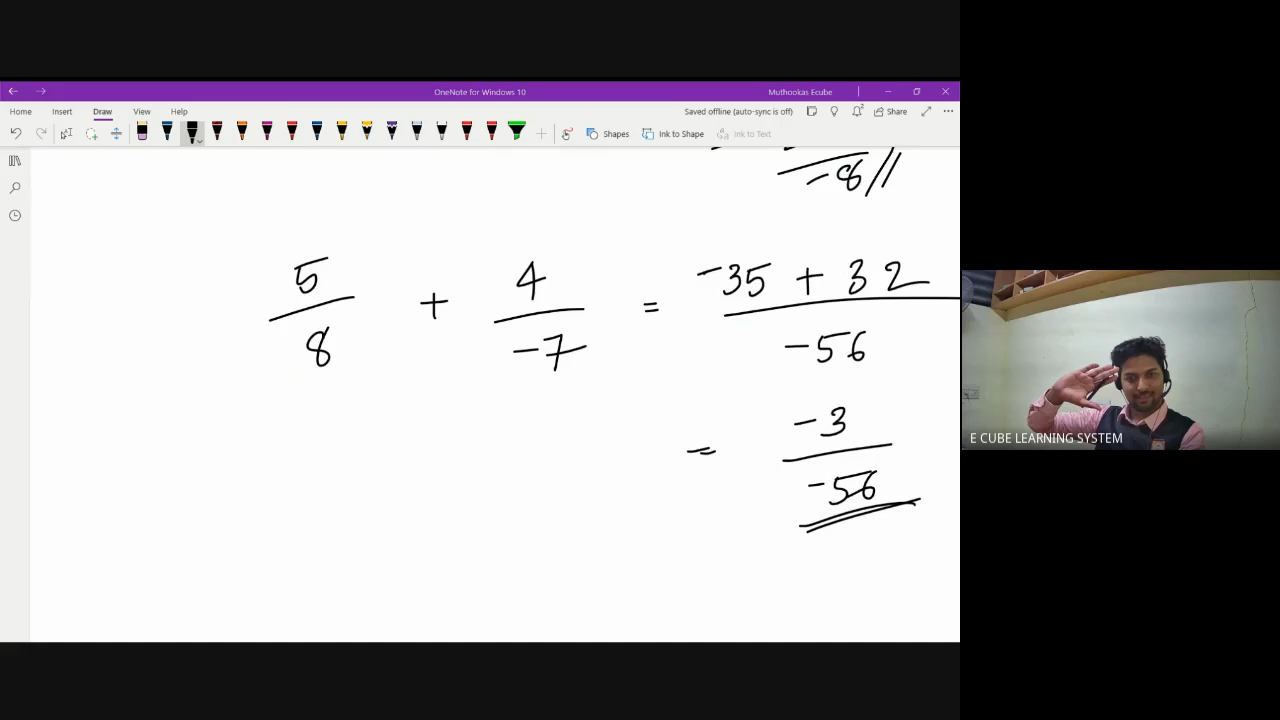 OneNote for Windows 10
Muthookas Ecube
Home Insert Draw View Help
Saved offline (auto-sync is off)
Share
Shapes
Ink to Shape
Ink to Text
= 8//
5/8 + 4/-7 = -35 + 32/-56
= -3/-56
E CUBE LEARNING SYSTEM